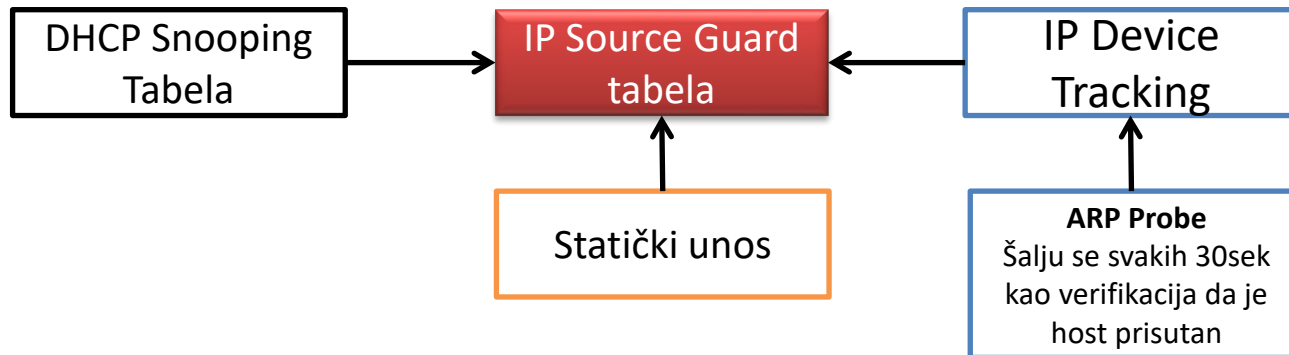 DHCP Snooping
Tabela
IP Source Guard
tabela
IP Device
Tracking
Statički unos
ARP Probe
Šalju se svakih 30sek
kao verifikacija da je
host prisutan